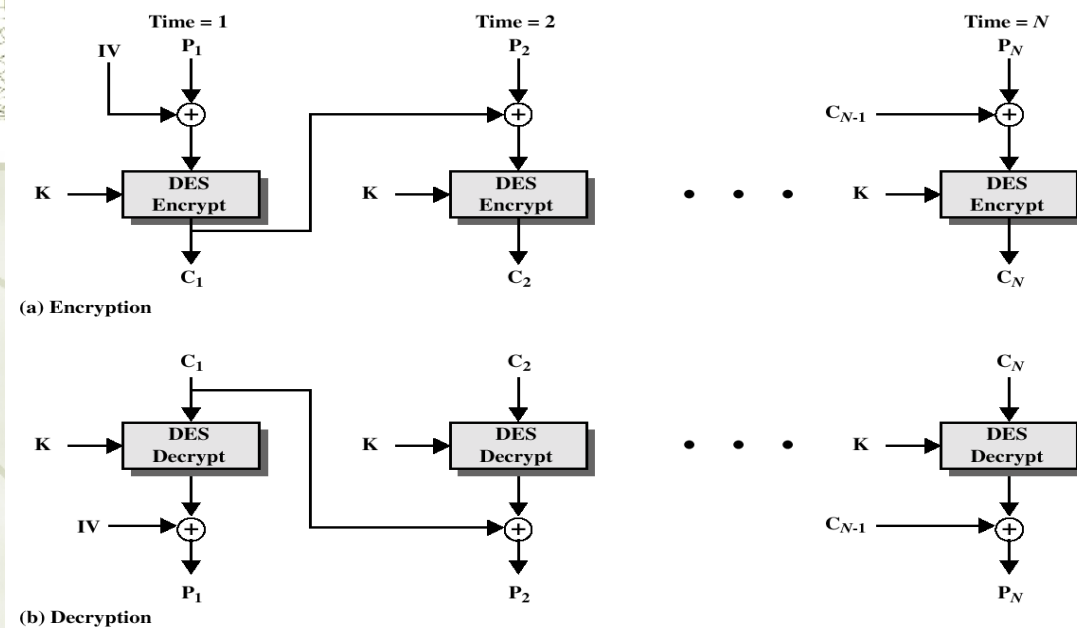 Time = 1 Time = 2 Time = N
IV P1 P2 PN
+ + CN-1 +
K DES Encrypt K DES Encrypt • • • K DES Encrypt
C1 C2 CN
(a) Encryption
C1 C2 CN
K DES Decrypt K DES Decrypt • • • K DES Decrypt
IV + + CN-1 +
P1 P2 PN
(b) Decryption